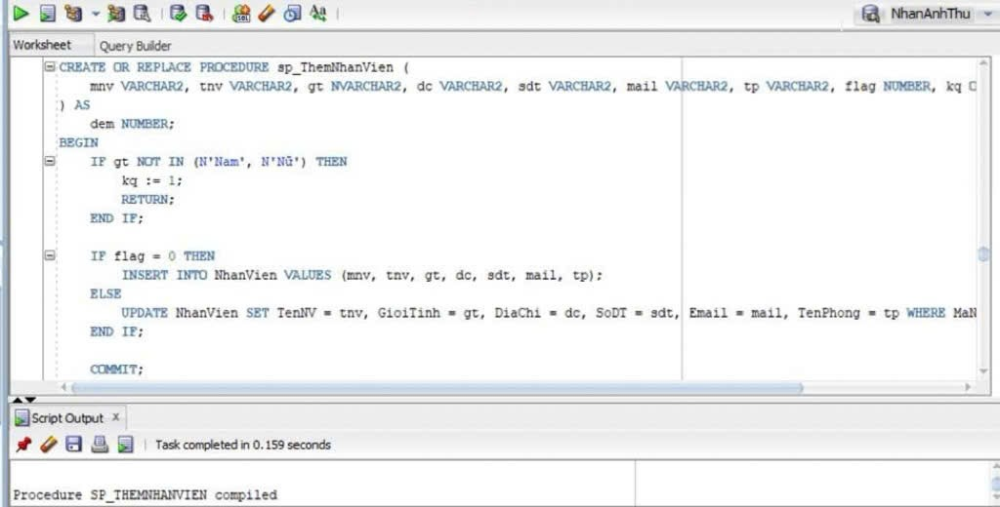 NhanAnhThu
Worksheet Query Builder
CREATE OR REPLACE PROCEDURE sp_ThemNhanVien (
mnv VARCHAR2, tnv VARCHAR2, gt NVARCHAR2, dc VARCHAR2, sdt VARCHAR2, mail VARCHAR2, tp VARCHAR2, flag NUMBER, kq
) AS
dem NUMBER;
BEGIN
IF gt NOT IN (N'Nam', N'Nữ') THEN
kq := 1;
RETURN;
END IF;
IF flag = 0 THEN
INSERT INTO NhanVien VALUES (mnv, tnv, gt, dc, sdt, mail, tp);
ELSE
UPDATE NhanVien SET TenNV = tnv, GioiTinh = gt, DiaChi = dc, SoDT = sdt, Email = mail, TenPhong = tp WHERE MaN
END IF;
COMMIT;
Script Output x
Task completed in 0.159 seconds
Procedure SP_THEMNHANVIEN compiled